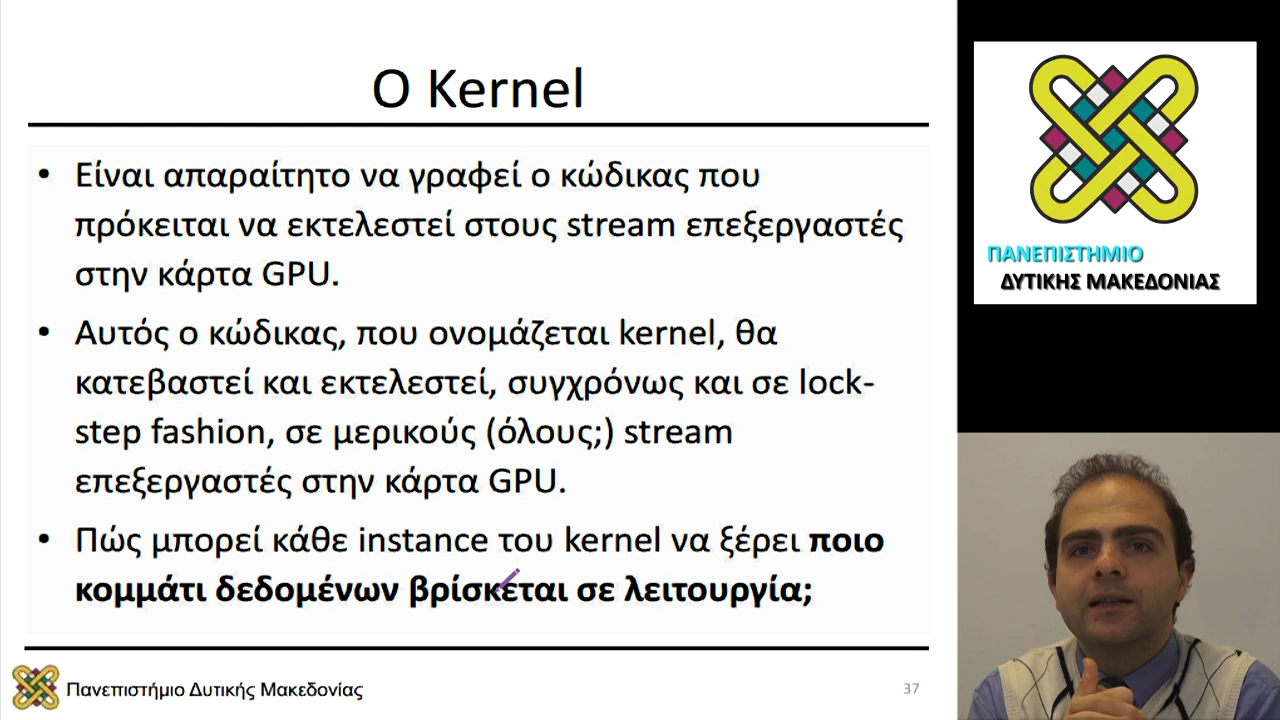 Ο Kernel
• Είναι απαραίτητο να γραφεί ο κώδικας που
πρόκειται να εκτελεστεί στους stream επεξεργαστές
στην κάρτα GPU.
• Αυτός ο κώδικας, που ονομάζεται kernel, θα
κατεβαστεί και εκτελεστεί, συγχρόνως και σε lock-
step fashion, σε μερικούς (όλους;) stream
επεξεργαστές στην κάρτα GPU.
• Πώς μπορεί κάθε instance του kernel να ξέρει ποιο
κομμάτι δεδομένων βρίσκεται σε λειτουργία;
Πανεπιστήμιο Δυτικής Μακεδονίας
37
ΠΑΝΕΠΙΣΤΗΜΙΟ
ΔΥΤΙΚΗΣ ΜΑΚΕΔΟΝΙΑΣ